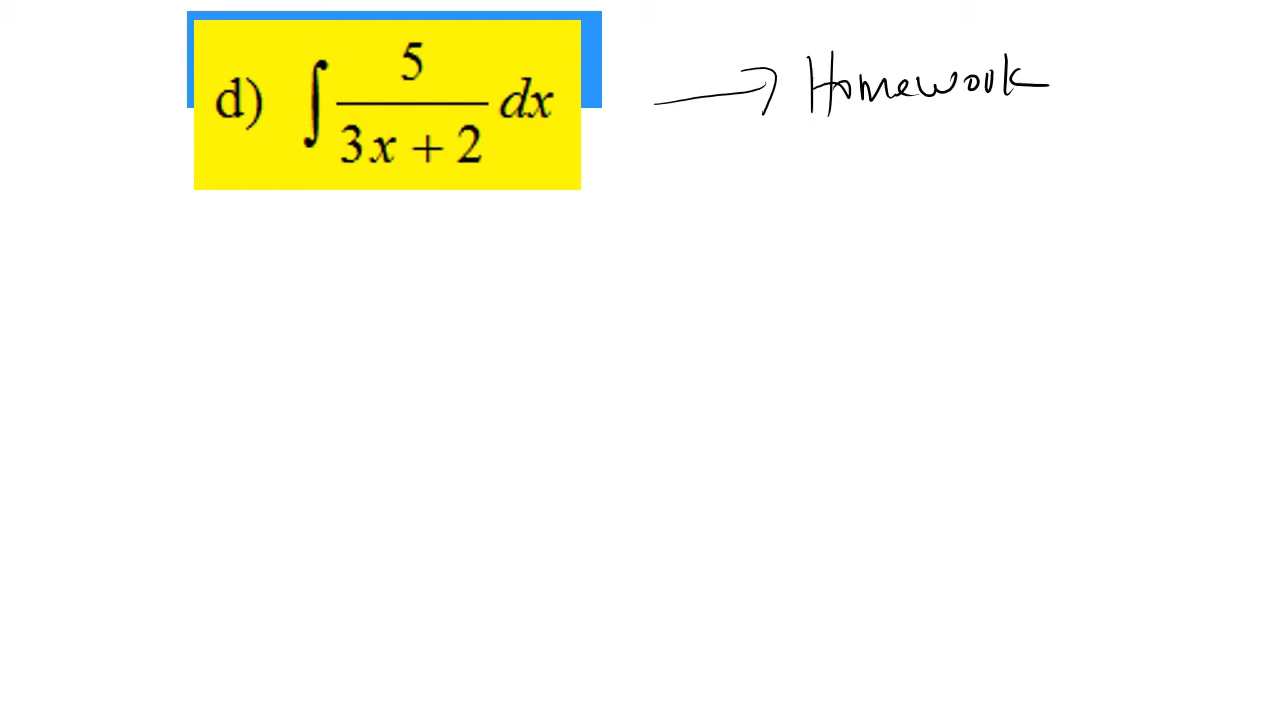 d) ∫ 5/(3x + 2) dx → Homework